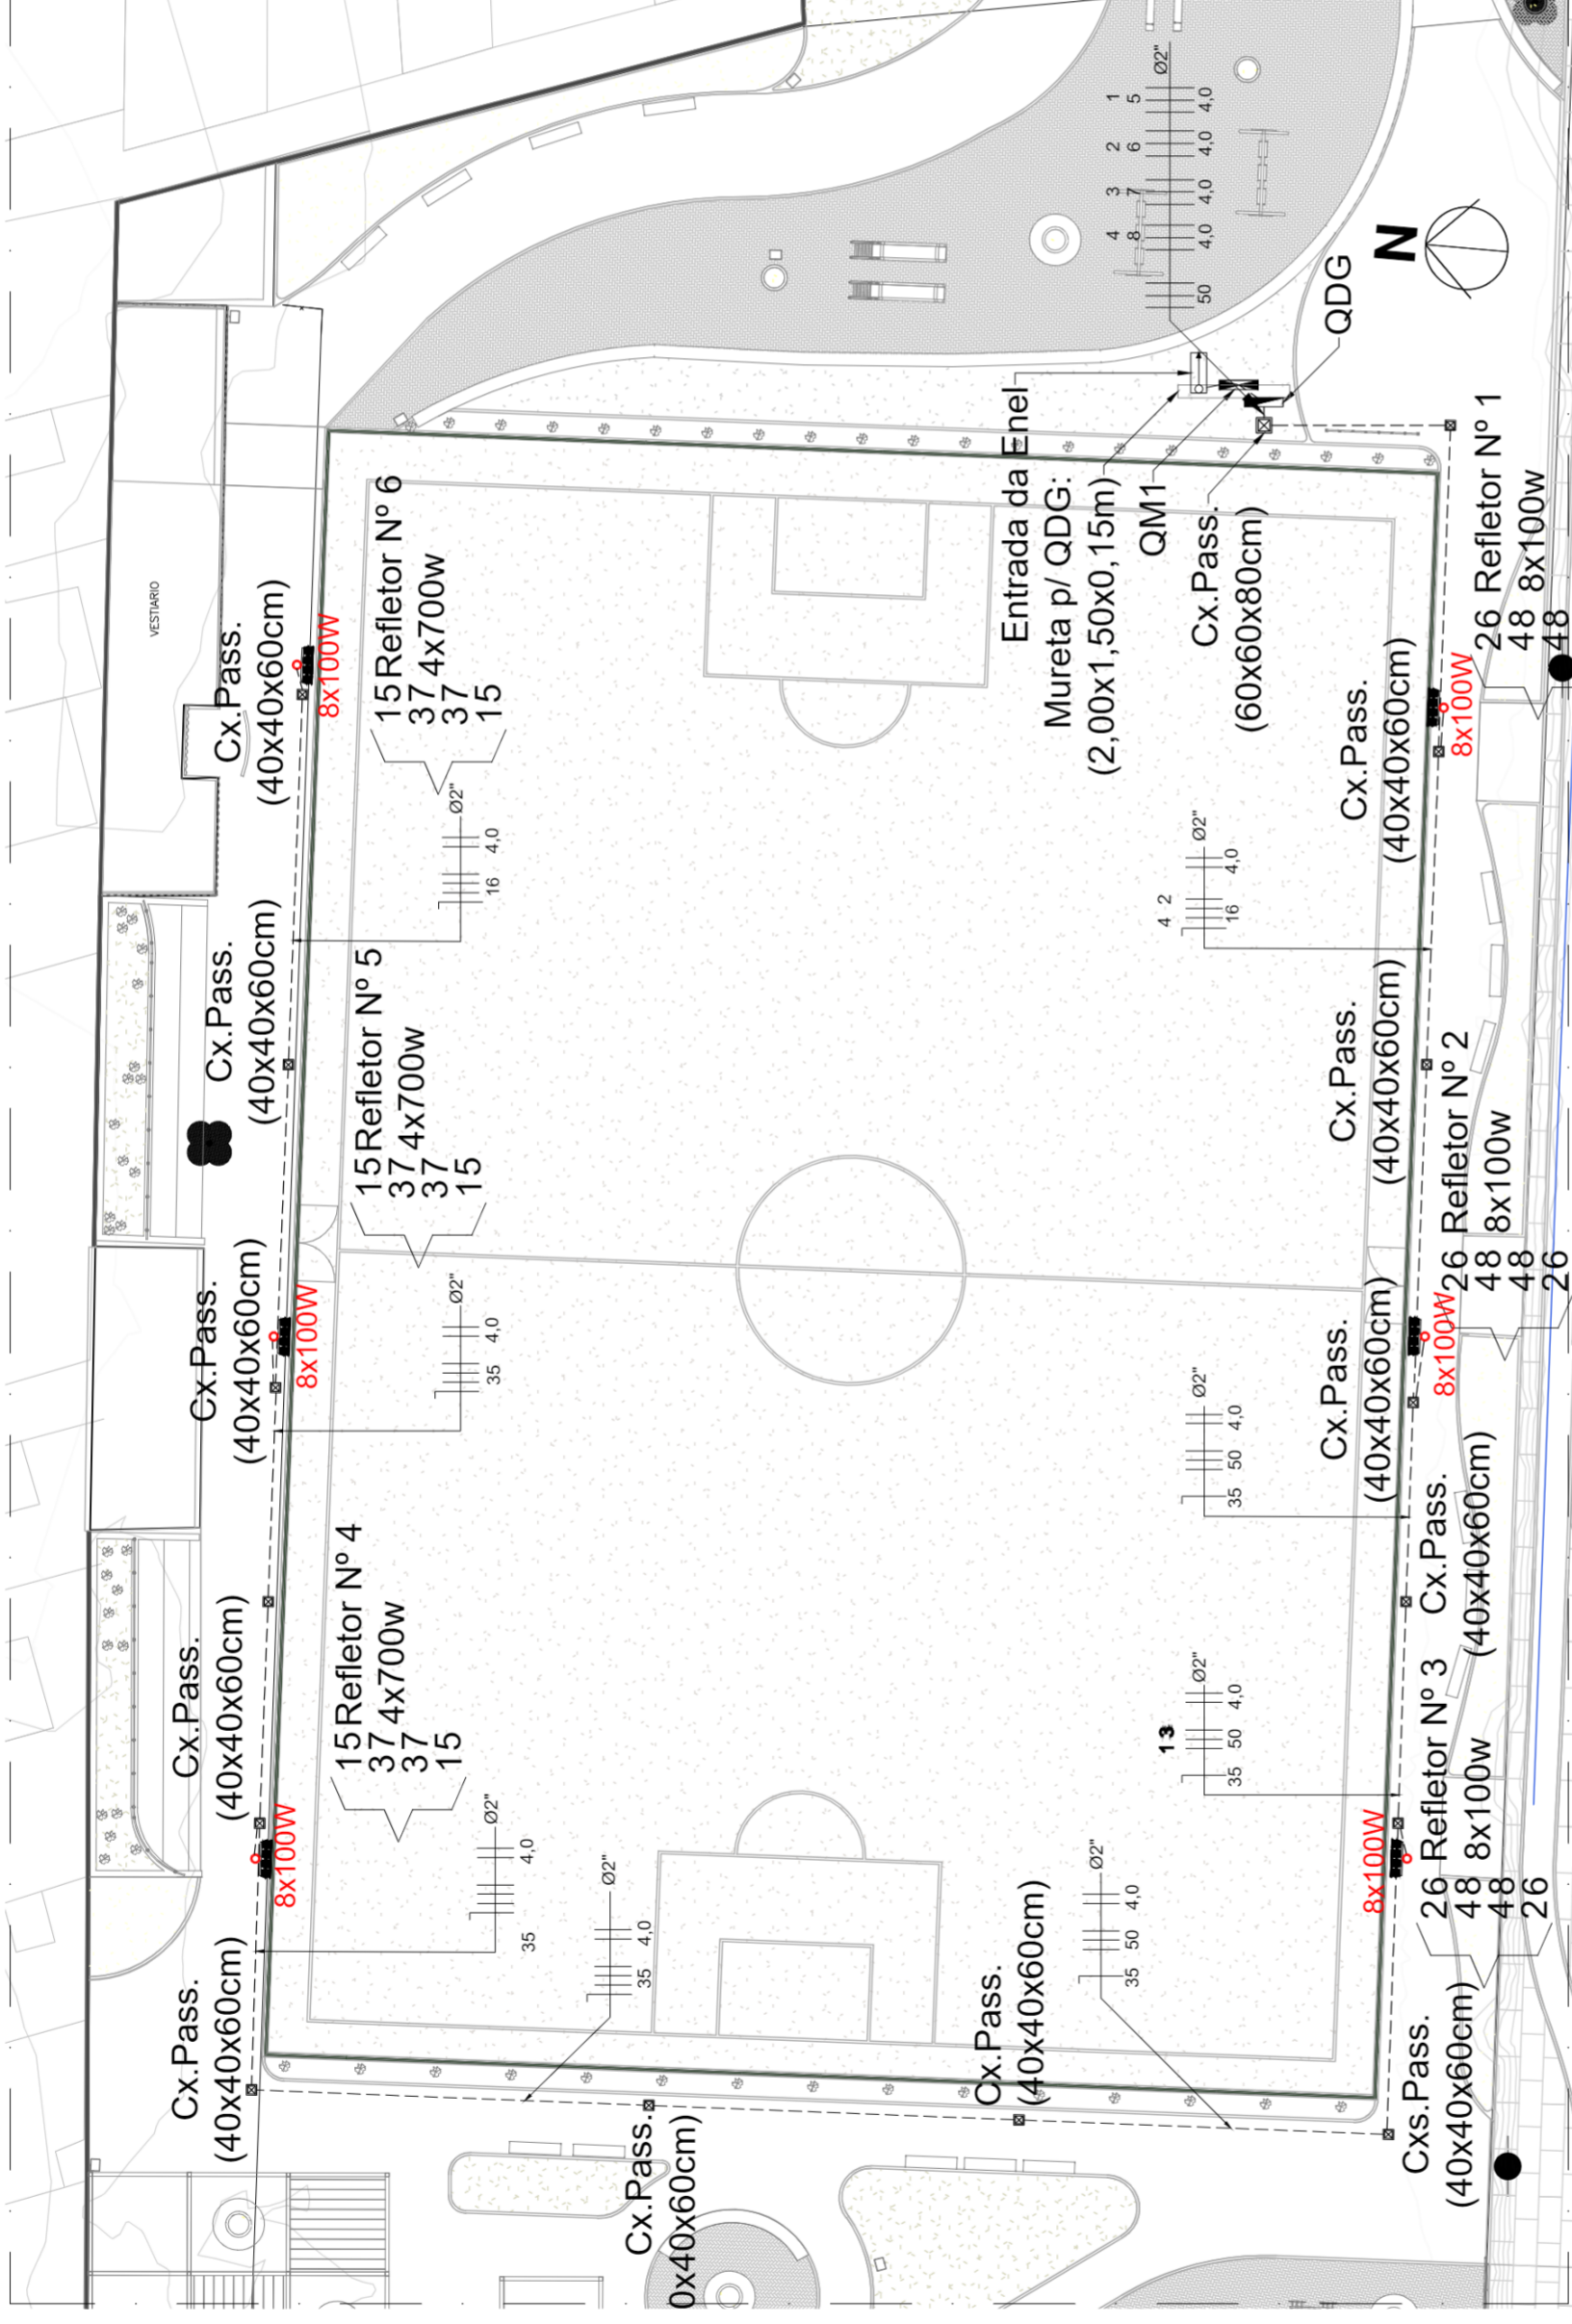 VESTIARIO
Cx.Pass.
(40x40x60cm)
8x100W
15 Refletor Nº 6
37 4x700w
37
15
Ø2"
16
4,0
Cx.Pass.
(40x40x60cm)
15 Refletor Nº 5
37 4x700w
37
15
Ø2"
35
4,0
Cx.Pass.
(40x40x60cm)
8x100W
Cx.Pass.
(40x40x60cm)
15 Refletor Nº 4
37 4x700w
37
15
8x100W
Ø2"
35
4,0
Cx.Pass.
(40x40x60cm)
Ø2"
35
4,0
Cx.Pass.
0x40x60cm)
Cx.Pass.
(40x40x60cm)
Ø2"
35
50
4,0
Cxs.Pass.
(40x40x60cm)
26 Refletor Nº 3
48 8x100w
48
26
8x100W
13
Ø2"
35
50
4,0
Cx.Pass.
(40x40x60cm)
Ø2"
35
50
4,0
Cx.Pass.
(40x40x60cm)
8x100W
26 Refletor Nº 2
48 8x100w
48
26
Cx.Pass.
(40x40x60cm)
4 2
Ø2"
16
4,0
Cx.Pass.
(40x40x60cm)
8x100W
26 Refletor Nº 1
48 8x100w
48
Entrada da Enel
Mureta p/ QDG:
(2,00x1,50x0,15m)
QM1
Cx.Pass.
(60x60x80cm)
QDG
N
4 3 2 1
8 7 6 5
Ø2"
50
4,0
4,0
4,0
4,0